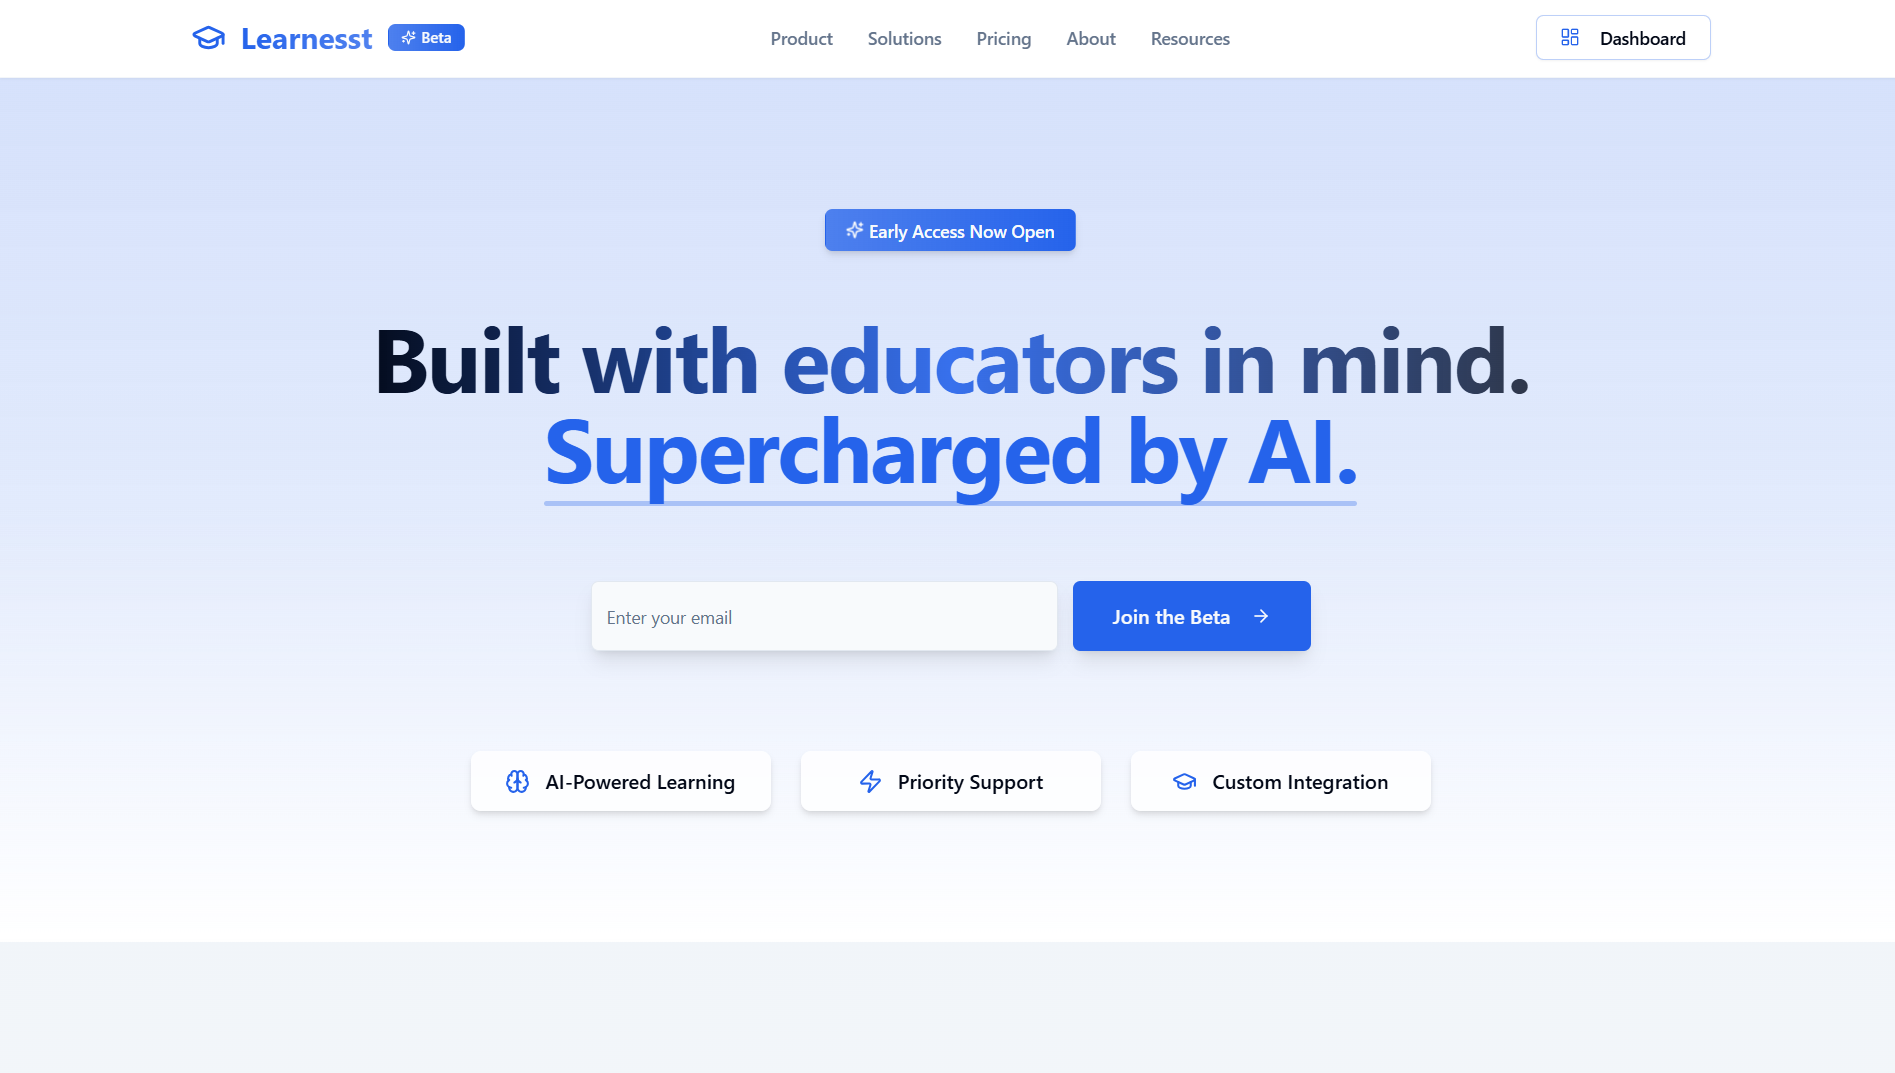 Learnesst
Beta
Product
Solutions
Pricing
About
Resources
Dashboard
Early Access Now Open
Built with educators in mind.
Supercharged by AI.
Enter your email
Join the Beta
AI-Powered Learning
Priority Support
Custom Integration